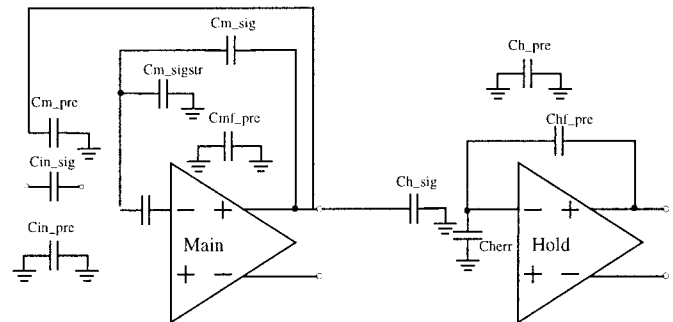 Cm_sig
Ch_pre
Cm_sigstr
Cm_pre
Cmf_pre
Chf_pre
Cin_sig
Ch_sig
− +
− +
Cin_pre
Main
Cherr
Hold
+ −
+ −